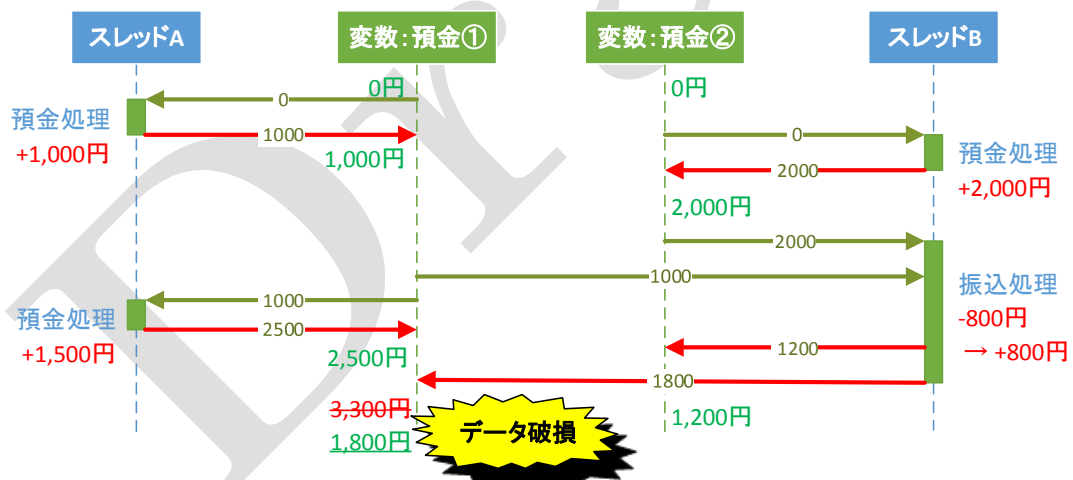 スレッドA
変数:預金①
変数:預金②
スレッドB
0円
0円
0
預金処理
+1,000円
1000
1,000円
0
預金処理
+2,000円
2000
2,000円
2000
1000
振込処理
-800円
→ +800円
1000
預金処理
+1,500円
2500
2,500円
1200
1800
3,300円
1,800円
データ破損
1,200円